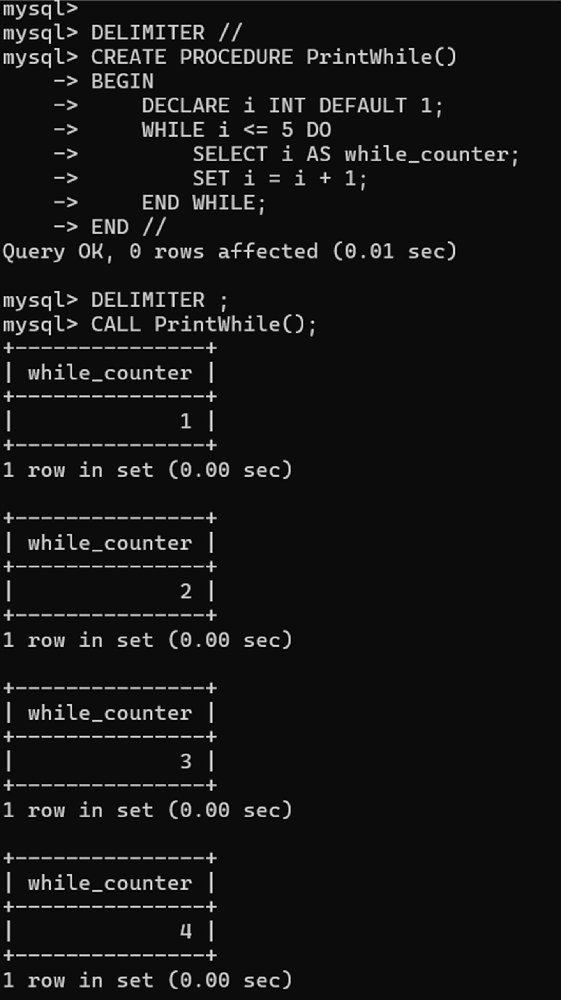 mysql>
mysql> DELIMITER //
mysql> CREATE PROCEDURE PrintWhile()
    -> BEGIN
    ->     DECLARE i INT DEFAULT 1;
    ->     WHILE i <= 5 DO
    ->         SELECT i AS while_counter;
    ->         SET i = i + 1;
    ->     END WHILE;
    -> END //
Query OK, 0 rows affected (0.01 sec)

mysql> DELIMITER ;
mysql> CALL PrintWhile();
+---------------+
| while_counter |
+---------------+
|             1 |
+---------------+
1 row in set (0.00 sec)

+---------------+
| while_counter |
+---------------+
|             2 |
+---------------+
1 row in set (0.00 sec)

+---------------+
| while_counter |
+---------------+
|             3 |
+---------------+
1 row in set (0.00 sec)

+---------------+
| while_counter |
+---------------+
|             4 |
+---------------+
1 row in set (0.00 sec)